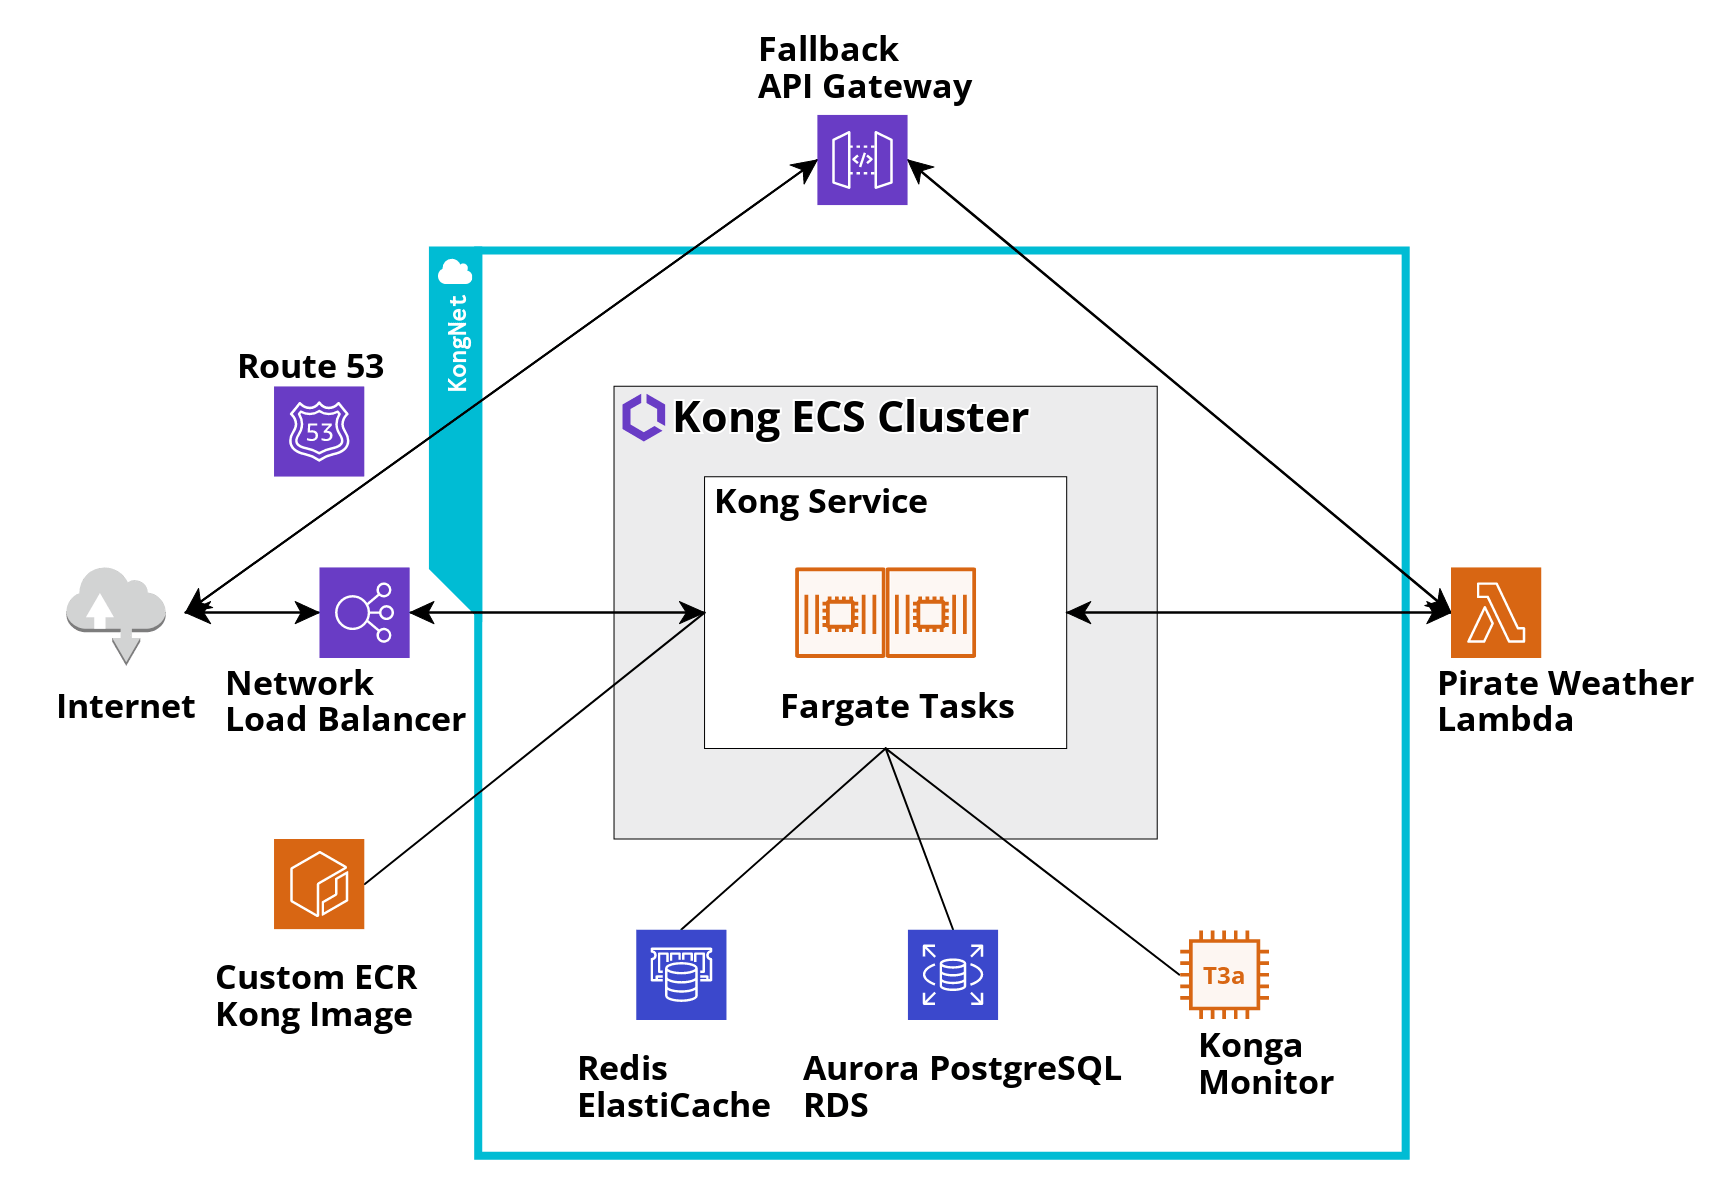 Fallback
API Gateway
KongNet
Route 53
53
Kong ECS Cluster
Kong Service
Fargate Tasks
Internet
Network
Load Balancer
Pirate Weather
Lambda
Custom ECR
Kong Image
T3a
Redis
ElastiCache
Aurora PostgreSQL
RDS
Konga
Monitor